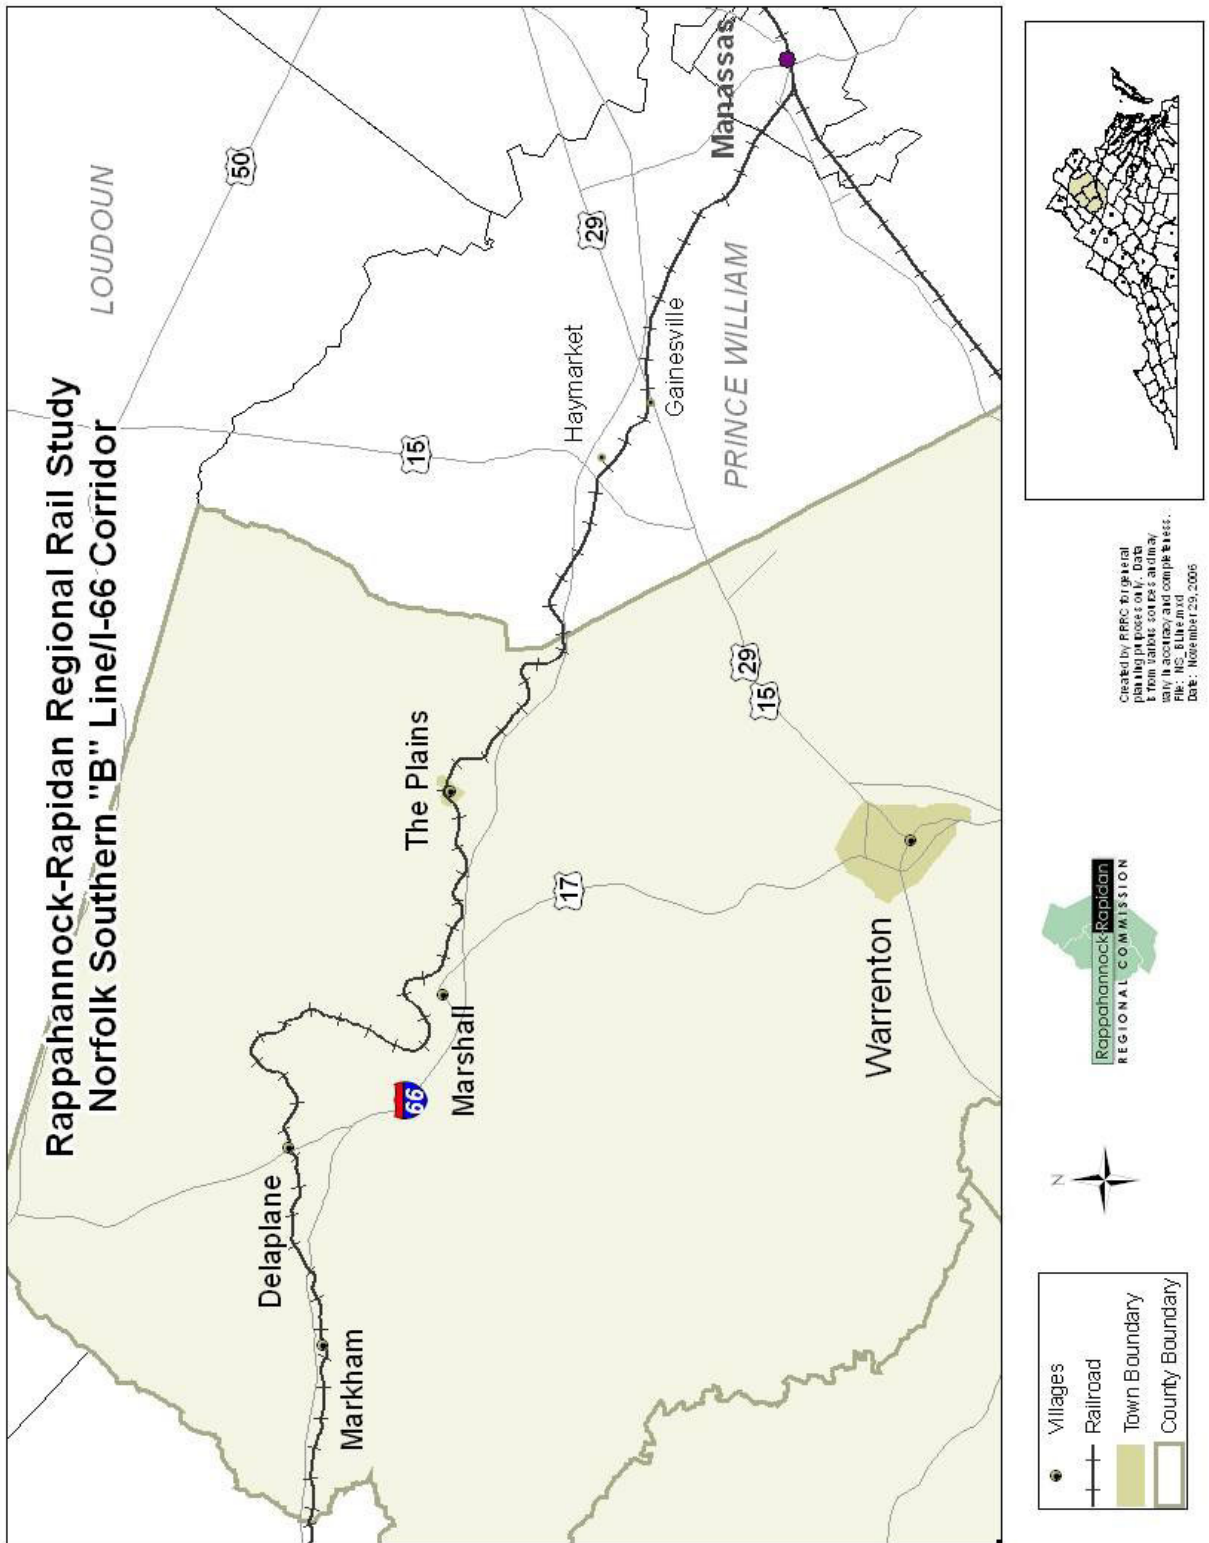 Rappahannock-Rapidan Regional Rail Study
Norfolk Southern "B" Line/I-66 Corridor
LOUDOUN
50
15
29
Haymarket
Gainesville
Manassas
PRINCE WILLIAM
The Plains
17
29
15
66
Marshall
Delaplane
Markham
Warrenton
Villages
Railroad
Town Boundary
County Boundary
N
Rappahannock-Rapidan
REGIONAL COMMISSION
Created by RRRC for general
planning purposes only. Data
is from various sources and may
vary in accuracy and completeness.
File: NS_BLine.mxd
Date: November 29, 2006